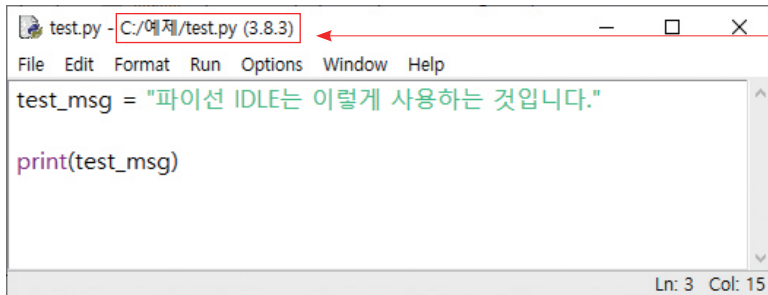 test.py - C:/예제/test.py (3.8.3)
File Edit Format Run Options Window Help
test_msg = "파이선 IDLE는 이렇게 사용하는 것입니다."
print(test_msg)
Ln: 3 Col: 15